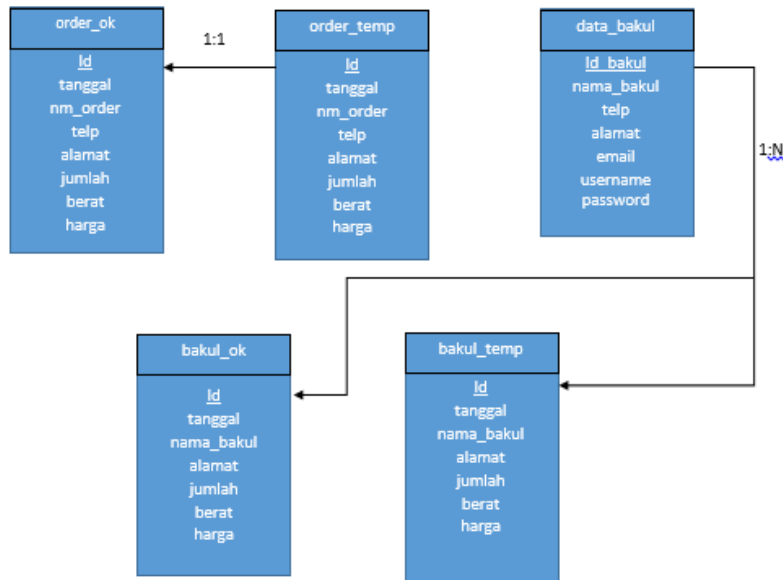 order_ok
Id
tanggal
nm_order
telp
alamat
jumlah
berat
harga
1:1
order_temp
Id
tanggal
nm_order
telp
alamat
jumlah
berat
harga
data_bakul
Id_bakul
nama_bakul
telp
alamat
email
username
password
1:N
bakul_ok
Id
tanggal
nama_bakul
alamat
jumlah
berat
harga
bakul_temp
Id
tanggal
nama_bakul
alamat
jumlah
berat
harga